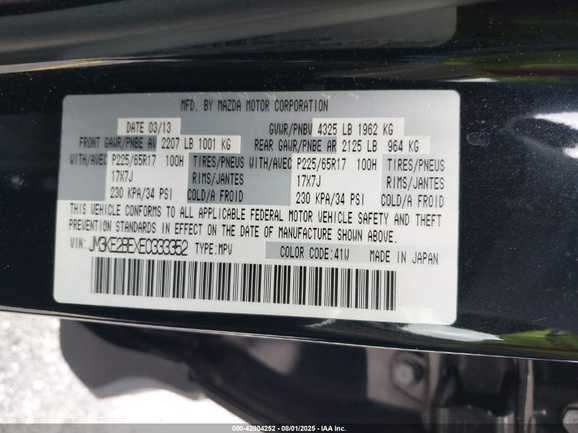 MFD. BY MAZDA MOTOR CORPORATION
DATE 03/13 GVWR/PNBV 4325 LB 1962 KG
FRONT GAWR/PNBE AV 2207 LB 1001 KG REAR GAWR/PNBE AR 2125 LB 964 KG
WITH/AVEC P225/65R17 100H TIRES/PNEUS WITH/AVEC P225/65R17 100H TIRES/PNEUS
17X7J RIMS/JANTES 17X7J RIMS/JANTES
230 KPA/34 PSI COLD/A FROID 230 KPA/34 PSI COLD/A FROID
THIS VEHICLE CONFORMS TO ALL APPLICABLE FEDERAL MOTOR VEHICLE SAFETY AND THEFT
PREVENTION STANDARDS IN EFFECT ON THE DATE OF MANUFACTURE SHOWN ABOVE.
VIN: TYPE: MPV COLOR CODE: 41W MADE IN JAPAN
000-42904252 - 08/01/2025 - IAA Inc.